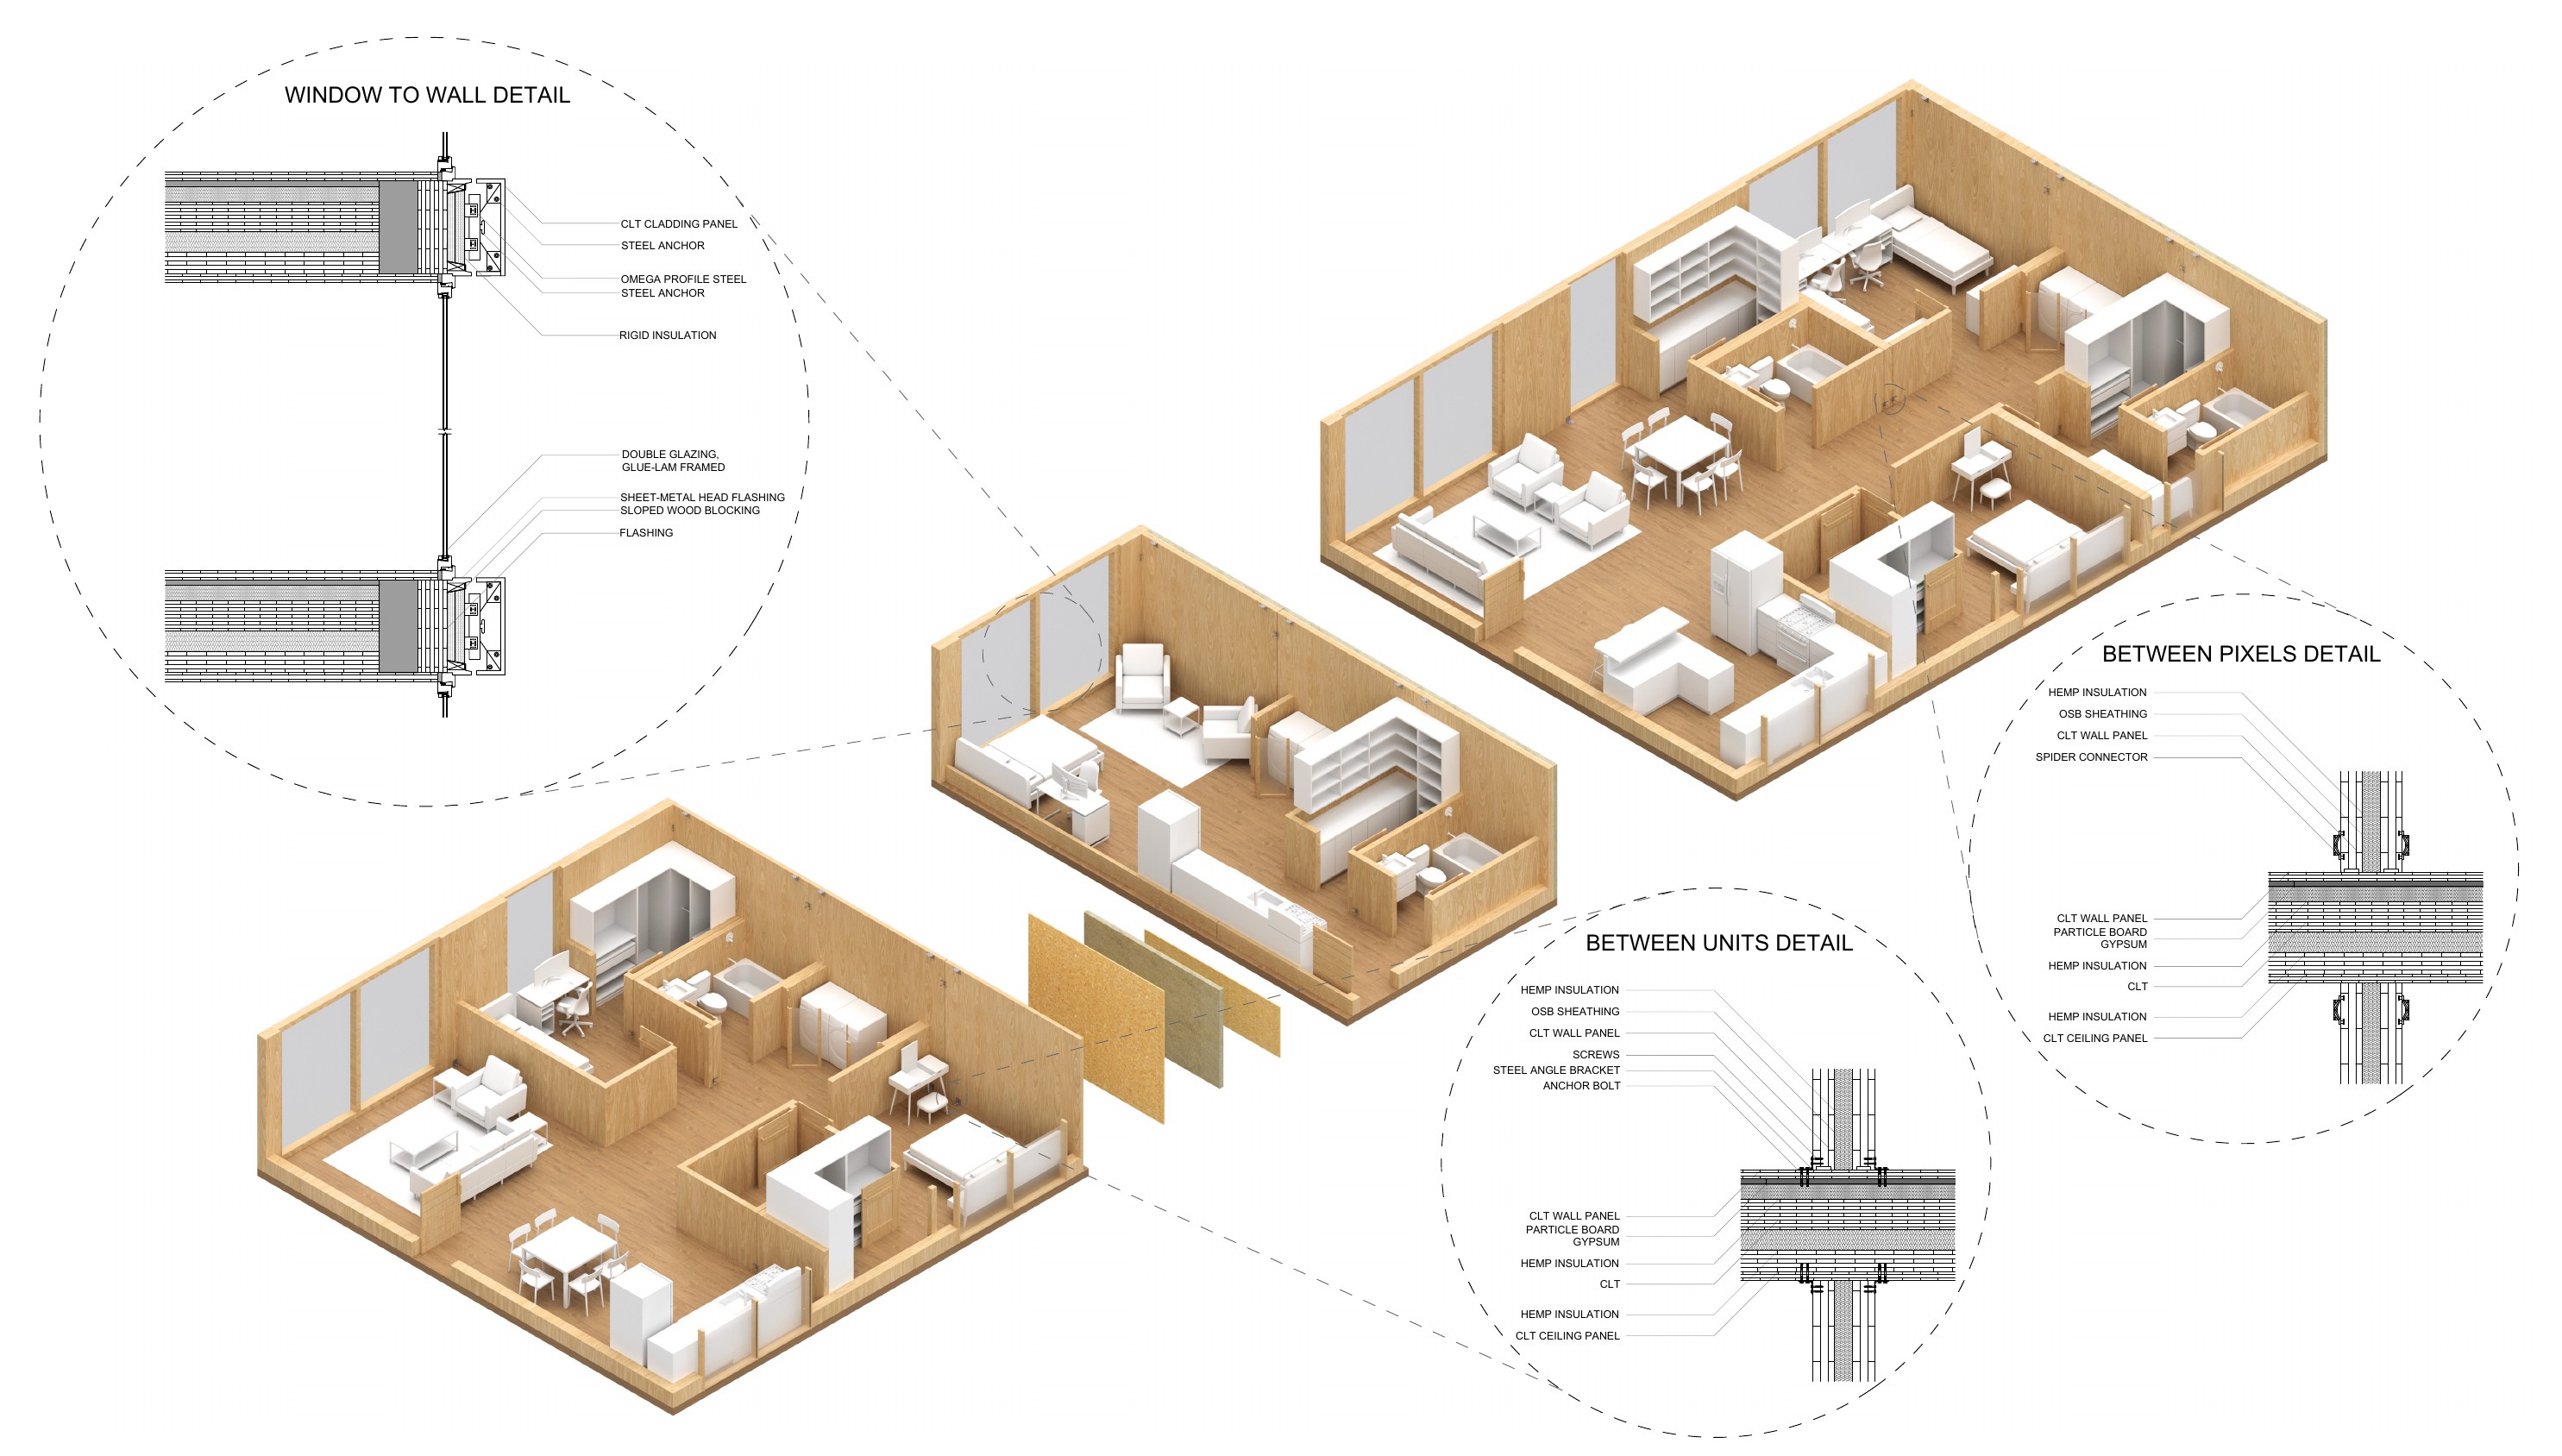 WINDOW TO WALL DETAIL
CLT CLADDING PANEL
STEEL ANCHOR
OMEGA PROFILE STEEL
STEEL ANCHOR
RIGID INSULATION
DOUBLE GLAZING,
GLUE-LAM FRAMED
SHEET-METAL HEAD FLASHING
SLOPED WOOD BLOCKING
FLASHING
BETWEEN PIXELS DETAIL
HEMP INSULATION
OSB SHEATHING
CLT WALL PANEL
SPIDER CONNECTOR
CLT WALL PANEL
PARTICLE BOARD
GYPSUM
HEMP INSULATION
CLT
HEMP INSULATION
CLT CEILING PANEL
BETWEEN UNITS DETAIL
HEMP INSULATION
OSB SHEATHING
CLT WALL PANEL
SCREWS
STEEL ANGLE BRACKET
ANCHOR BOLT
CLT WALL PANEL
PARTICLE BOARD
GYPSUM
HEMP INSULATION
CLT
HEMP INSULATION
CLT CEILING PANEL